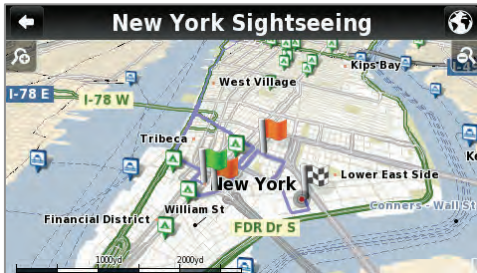 New York Sightseeing
Kips Bay
West Village
I-78 E
I-78 W
Tribeca
Lower East Side
New York
William St
Financial District
FDR Dr S
Conners - Wall St
1000yd
2000yd